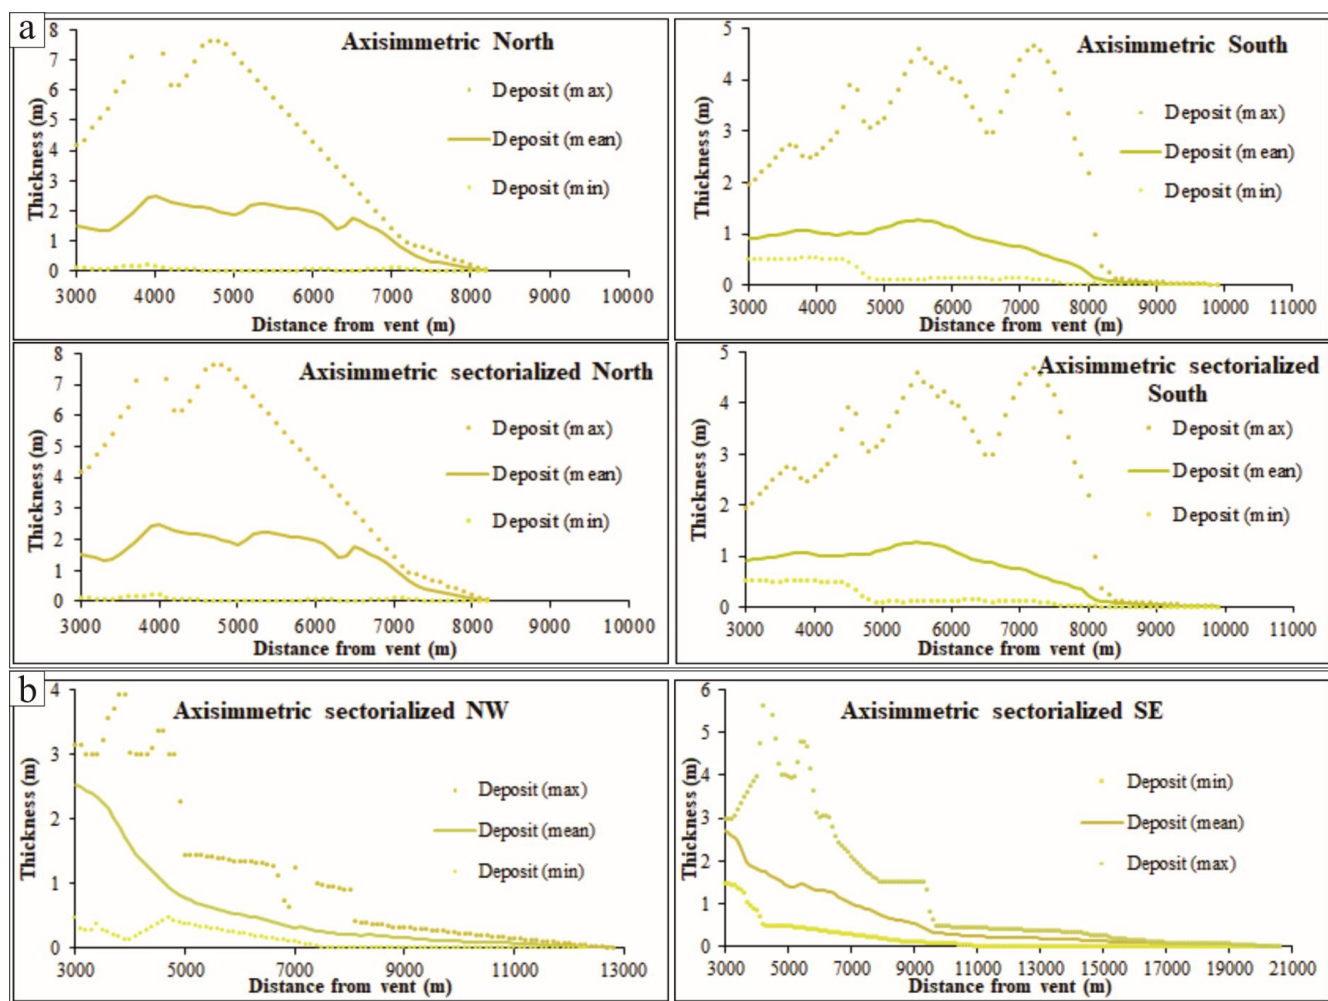 a
Axisimmetric North
Deposit (max)
Deposit (mean)
Deposit (min)
Thickness (m)
8
7
6
5
4
3
2
1
0
3000 4000 5000 6000 7000 8000 9000 10000
Distance from vent (m)
Axisimmetric South
Deposit (max)
Deposit (mean)
Deposit (min)
Thickness (m)
5
4
3
2
1
0
3000 4000 5000 6000 7000 8000 9000 10000 11000
Distance from vent (m)
Axisimmetric sectorialized North
Deposit (max)
Deposit (mean)
Deposit (min)
Thickness (m)
8
7
6
5
4
3
2
1
0
3000 4000 5000 6000 7000 8000 9000 10000
Distance from vent (m)
Axisimmetric sectorialized
South
Deposit (max)
Deposit (mean)
Deposit (min)
Thickness (m)
5
4
3
2
1
0
3000 4000 5000 6000 7000 8000 9000 10000 11000
Distance from vent (m)
b
Axisimmetric sectorialized NW
Deposit (max)
Deposit (mean)
Deposit (min)
Thickness (m)
4
3
2
1
0
3000 5000 7000 9000 11000 13000
Distance from vent (m)
Axisimmetric sectorialized SE
Deposit (min)
Deposit (mean)
Deposit (max)
Thickness (m)
6
5
4
3
2
1
0
3000 5000 7000 9000 11000 13000 15000 17000 19000 21000
Distance from vent (m)